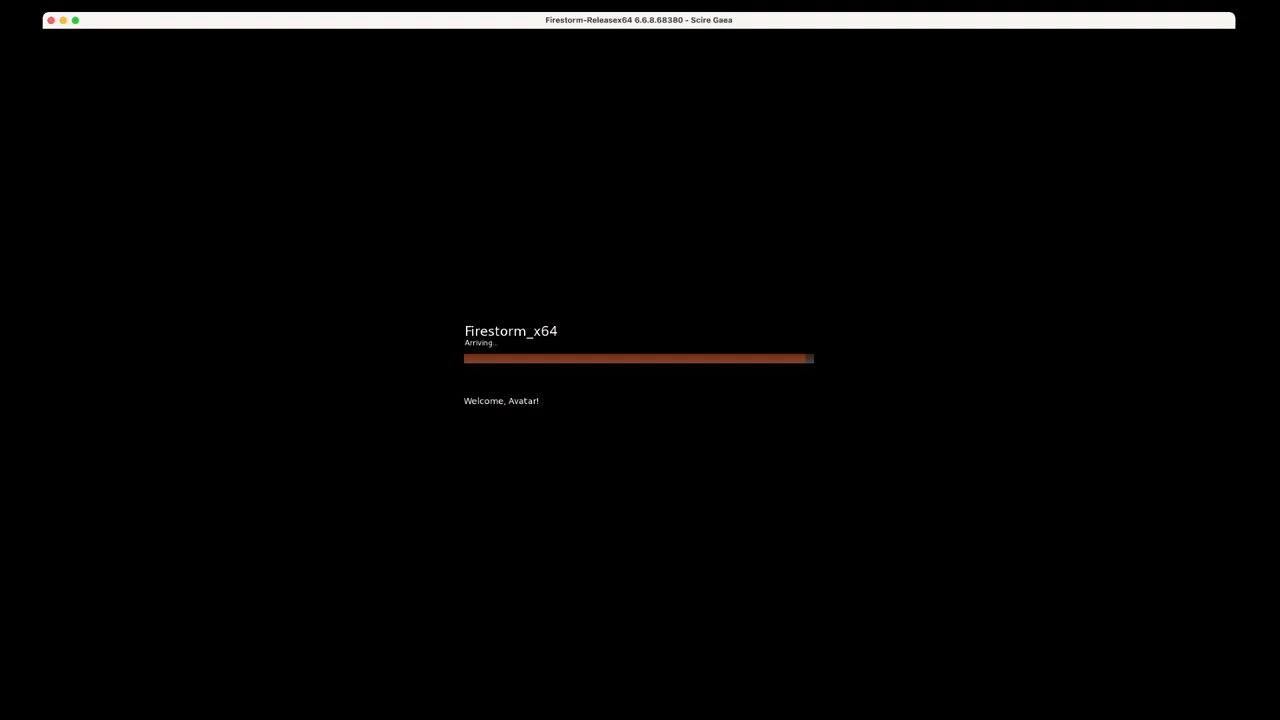 Firestorm-Releasex64 6.6.8.68380 - Scire Gaea
Firestorm_x64
Arriving...
Welcome, Avatar!